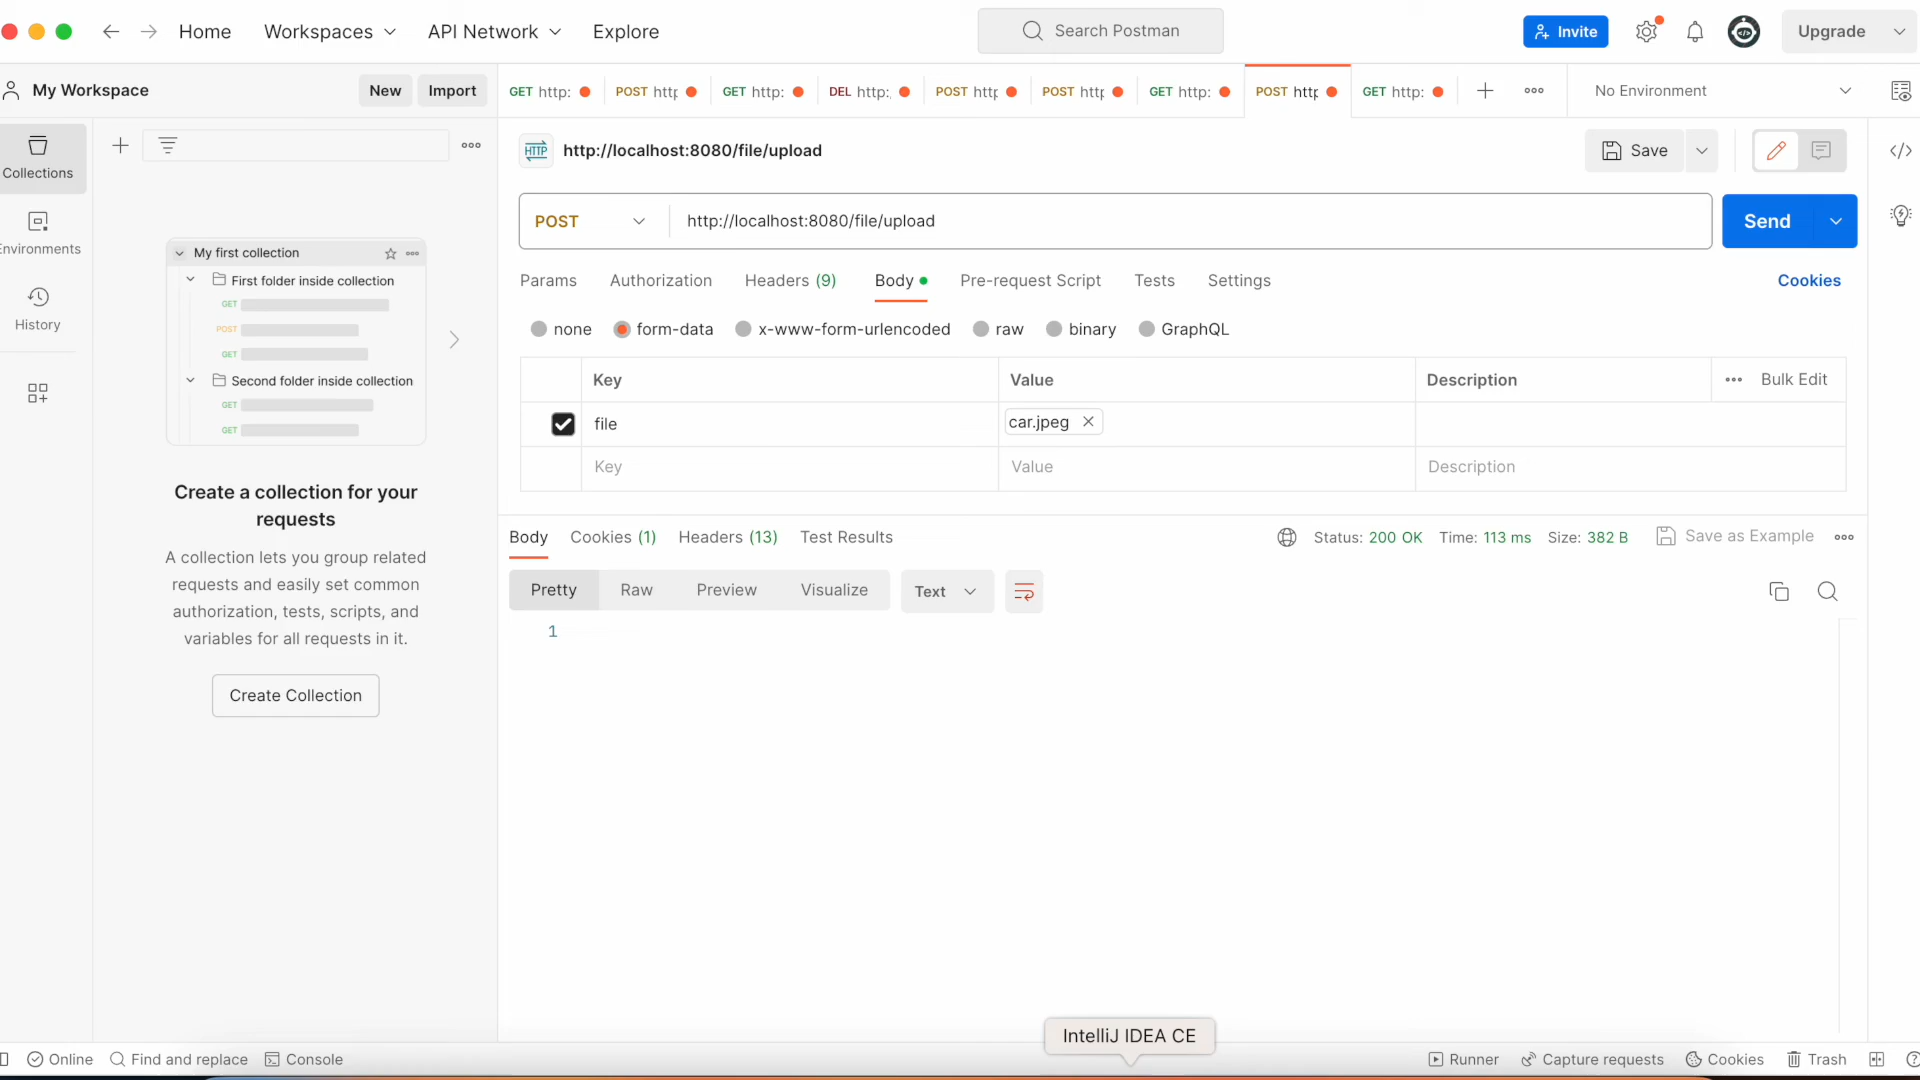 Home
Workspaces
API Network
Explore
Search Postman
Invite
Upgrade
My Workspace
New
Import
GET http:
POST http
GET http:
DEL http:
POST http
POST http
GET http:
POST http
GET http:
No Environment
Collections
Environments
History
My first collection
First folder inside collection
GET
POST
GET
Second folder inside collection
GET
GET
Create a collection for your
requests
A collection lets you group related
requests and easily set common
authorization, tests, scripts, and
variables for all requests in it.
Create Collection
HTTP
http://localhost:8080/file/upload
Save
POST
http://localhost:8080/file/upload
Send
Params
Authorization
Headers (9)
Body
Pre-request Script
Tests
Settings
Cookies
none
form-data
x-www-form-urlencoded
raw
binary
GraphQL
Key
Value
Description
Bulk Edit
file
car.jpeg
Key
Value
Description
Body
Cookies (1)
Headers (13)
Test Results
Status: 200 OK
Time: 113 ms
Size: 382 B
Save as Example
Pretty
Raw
Preview
Visualize
Text
1
IntelliJ IDEA CE
Online
Find and replace
Console
Runner
Capture requests
Cookies
Trash